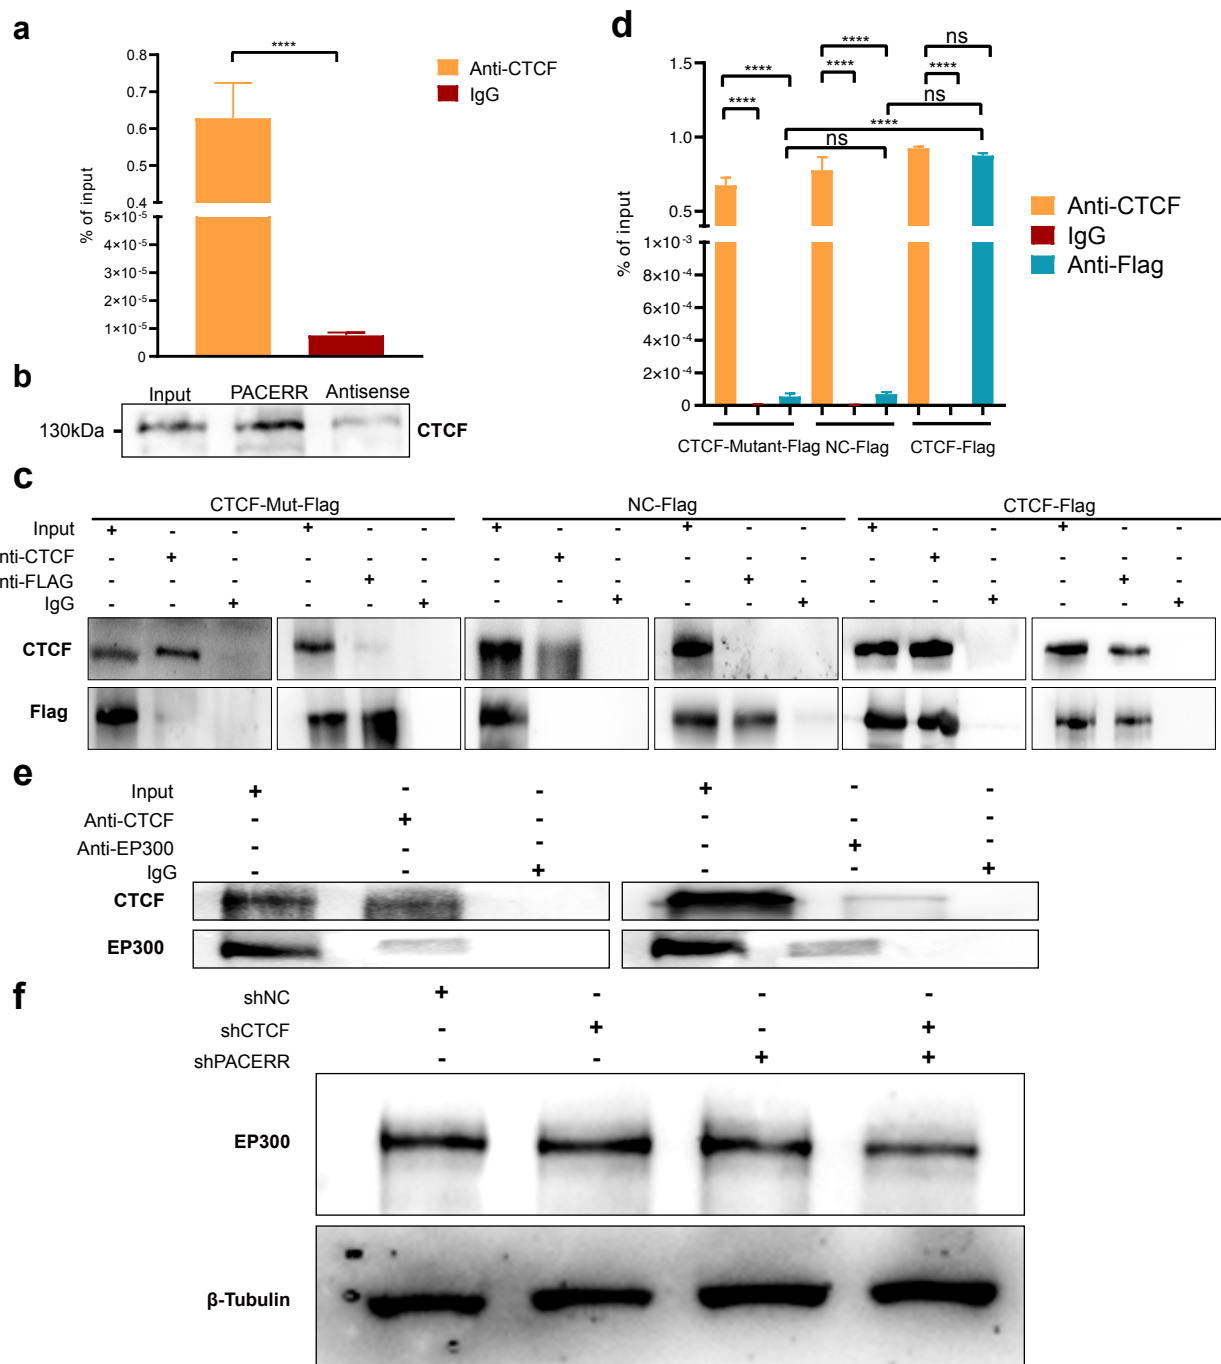 a
****
Anti-CTCF
IgG
% of input
0.8
0.7
0.6
0.5
0.4
5×10⁻⁵
4×10⁻⁵
3×10⁻⁵
2×10⁻⁵
1×10⁻⁵
0
b
Input PACERR Antisense
130kDa
CTCF
d
% of input
1.5
1.0
0.5
1×10⁻³
8×10⁻⁴
6×10⁻⁴
4×10⁻⁴
2×10⁻⁴
0
**** **** ns
**** **** ****
ns
****
ns
Anti-CTCF
IgG
Anti-Flag
CTCF-Mutant-Flag NC-Flag CTCF-Flag
c
CTCF-Mut-Flag NC-Flag CTCF-Flag
Input + - - + - - + - - + - - + - - + - -
nti-CTCF - + - - - - - + - - - - - + - - - -
nti-FLAG - - - - + - - - - - + - - - - - + -
IgG - - + - - + - - + - - + - - + - - +
CTCF
Flag
e
Input + - - + - -
Anti-CTCF - + - - - -
Anti-EP300 - - - - + -
IgG - - + - - +
CTCF
EP300
f
shNC + - - -
shCTCF - + - +
shPACERR - - + +
EP300
β-Tubulin